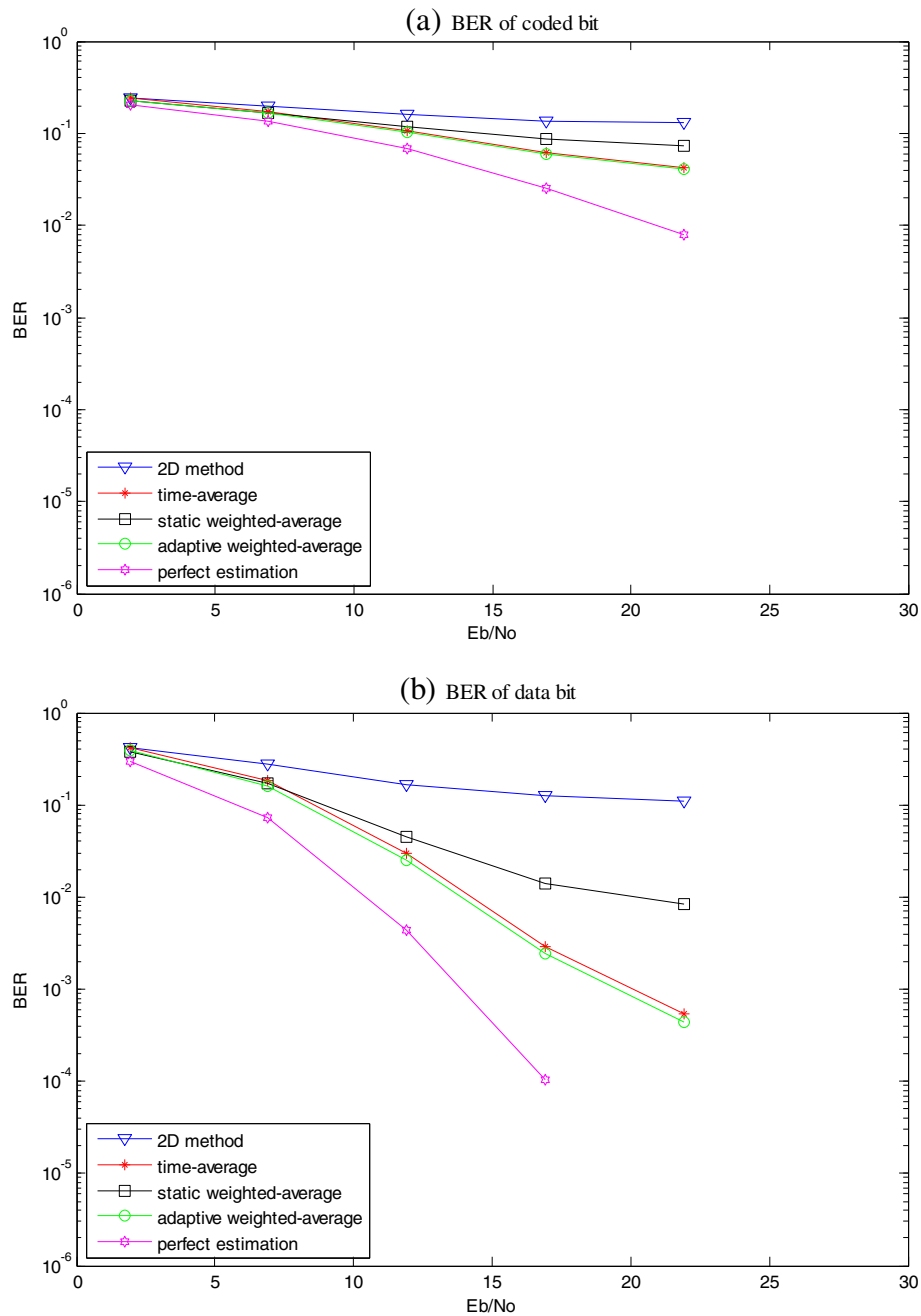 (a) BER of coded bit
10^0
10^-1
10^-2
10^-3
10^-4
10^-5
10^-6
BER
2D method
time-average
static weighted-average
adaptive weighted-average
perfect estimation
0 5 10 15 20 25 30
Eb/No
(b) BER of data bit
10^0
10^-1
10^-2
10^-3
10^-4
10^-5
10^-6
BER
2D method
time-average
static weighted-average
adaptive weighted-average
perfect estimation
0 5 10 15 20 25 30
Eb/No